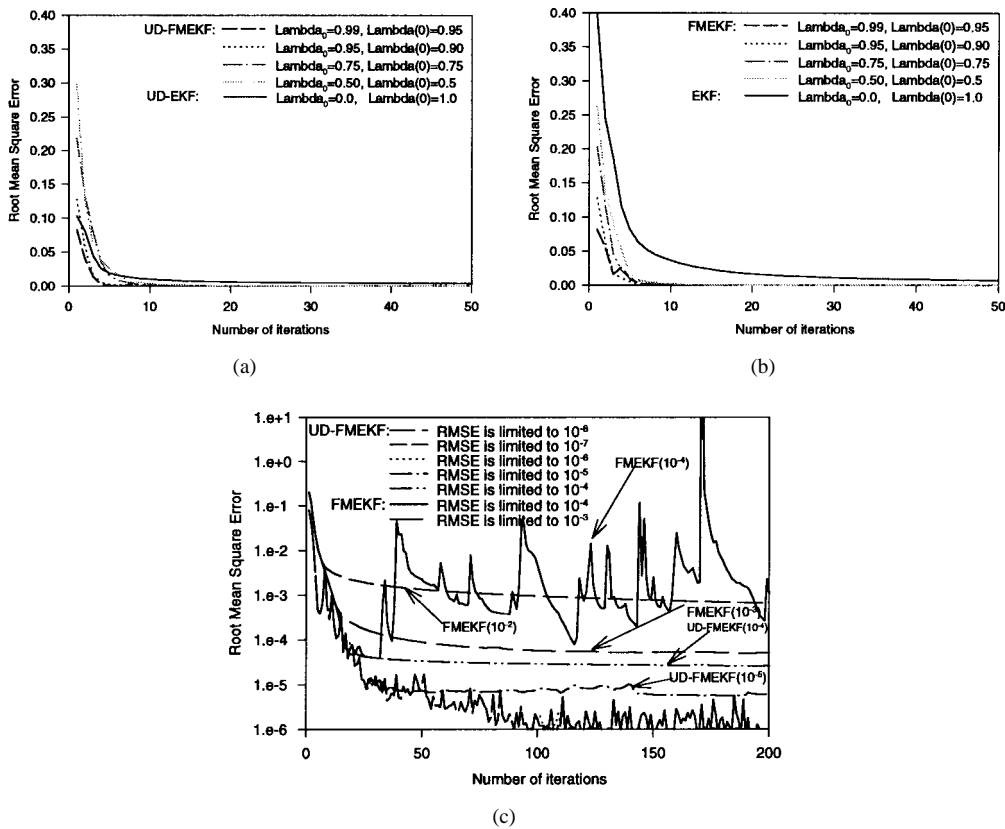 0.40
0.35
0.30
0.25
0.20
0.15
0.10
0.05
0.00
Root Mean Square Error
UD-FMEKF: Lambda₀=0.99, Lambda(0)=0.95
Lambda₀=0.95, Lambda(0)=0.90
Lambda₀=0.75, Lambda(0)=0.75
Lambda₀=0.50, Lambda(0)=0.5
UD-EKF: Lambda₀=0.0, Lambda(0)=1.0
0 10 20 30 40 50
Number of iterations
(a)
0.40
0.35
0.30
0.25
0.20
0.15
0.10
0.05
0.00
Root Mean Square Error
FMEKF: Lambda₀=0.99, Lambda(0)=0.95
Lambda₀=0.95, Lambda(0)=0.90
Lambda₀=0.75, Lambda(0)=0.75
Lambda₀=0.50, Lambda(0)=0.5
EKF: Lambda₀=0.0, Lambda(0)=1.0
0 10 20 30 40 50
Number of iterations
(b)
1.e+1
1.e+0
1.e-1
1.e-2
1.e-3
1.e-4
1.e-5
1.e-6
Root Mean Square Error
UD-FMEKF: RMSE is limited to 10⁻⁸
RMSE is limited to 10⁻⁷
RMSE is limited to 10⁻⁶
RMSE is limited to 10⁻⁵
RMSE is limited to 10⁻⁴
FMEKF: RMSE is limited to 10⁻⁴
RMSE is limited to 10⁻³
FMEKF(10⁻⁴)
FMEKF(10⁻²)
FMEKF(10⁻³)
UD-FMEKF(10⁻⁴)
UD-FMEKF(10⁻⁵)
0 50 100 150 200
Number of iterations
(c)